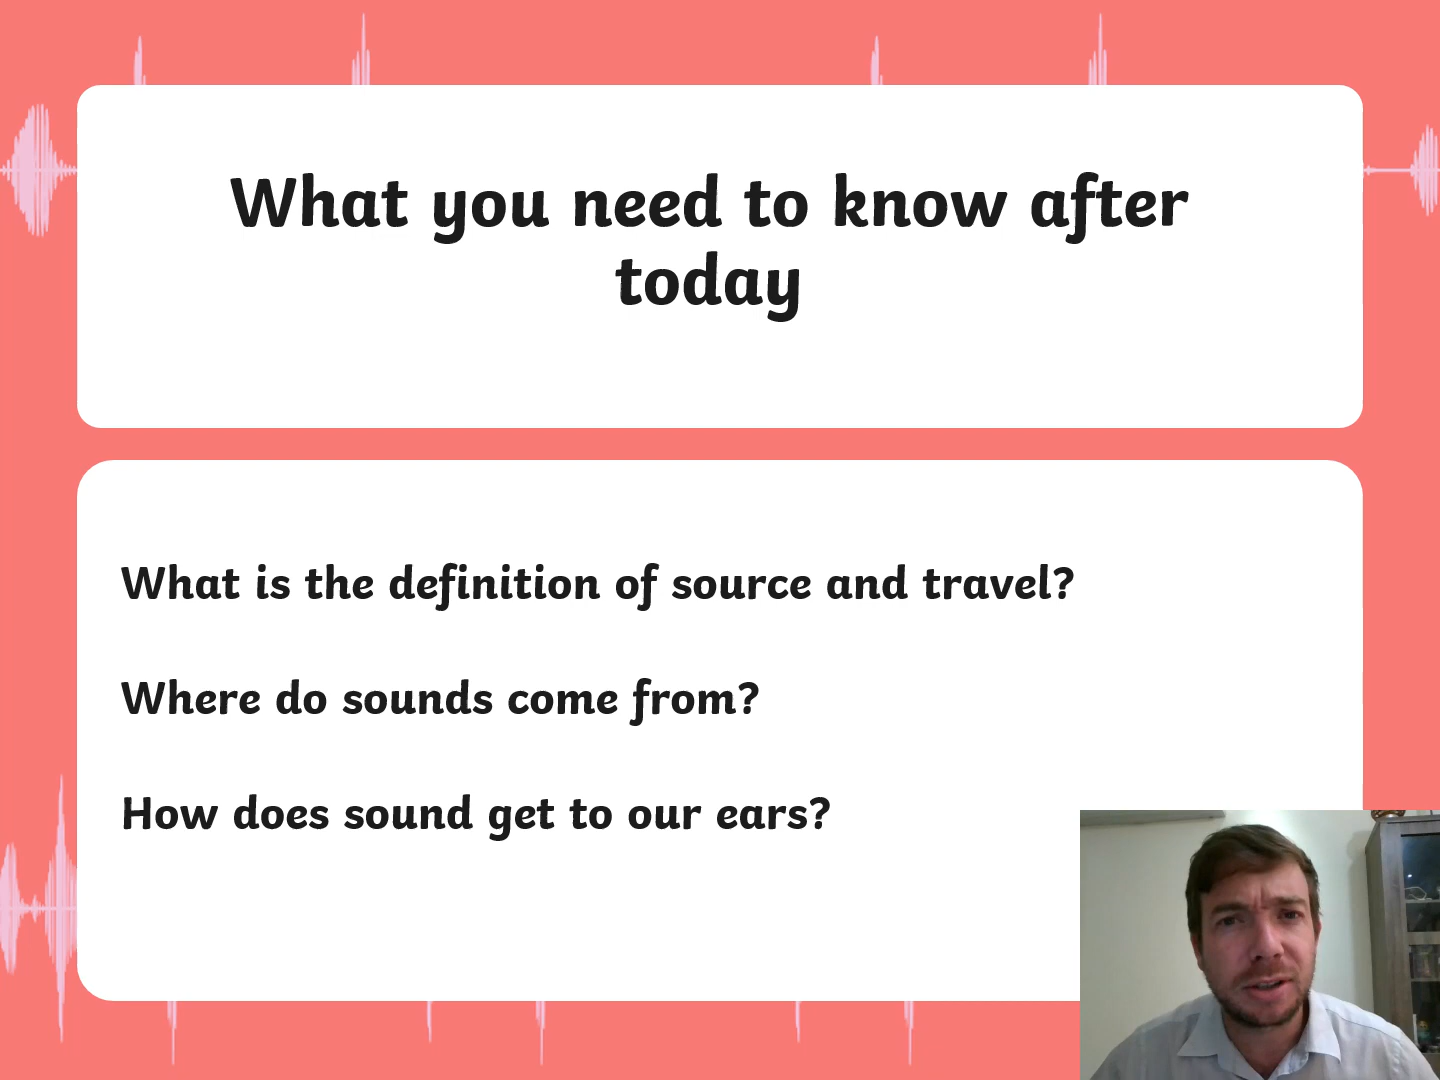 What you need to know after
today
What is the definition of source and travel?
Where do sounds come from?
How does sound get to our ears?